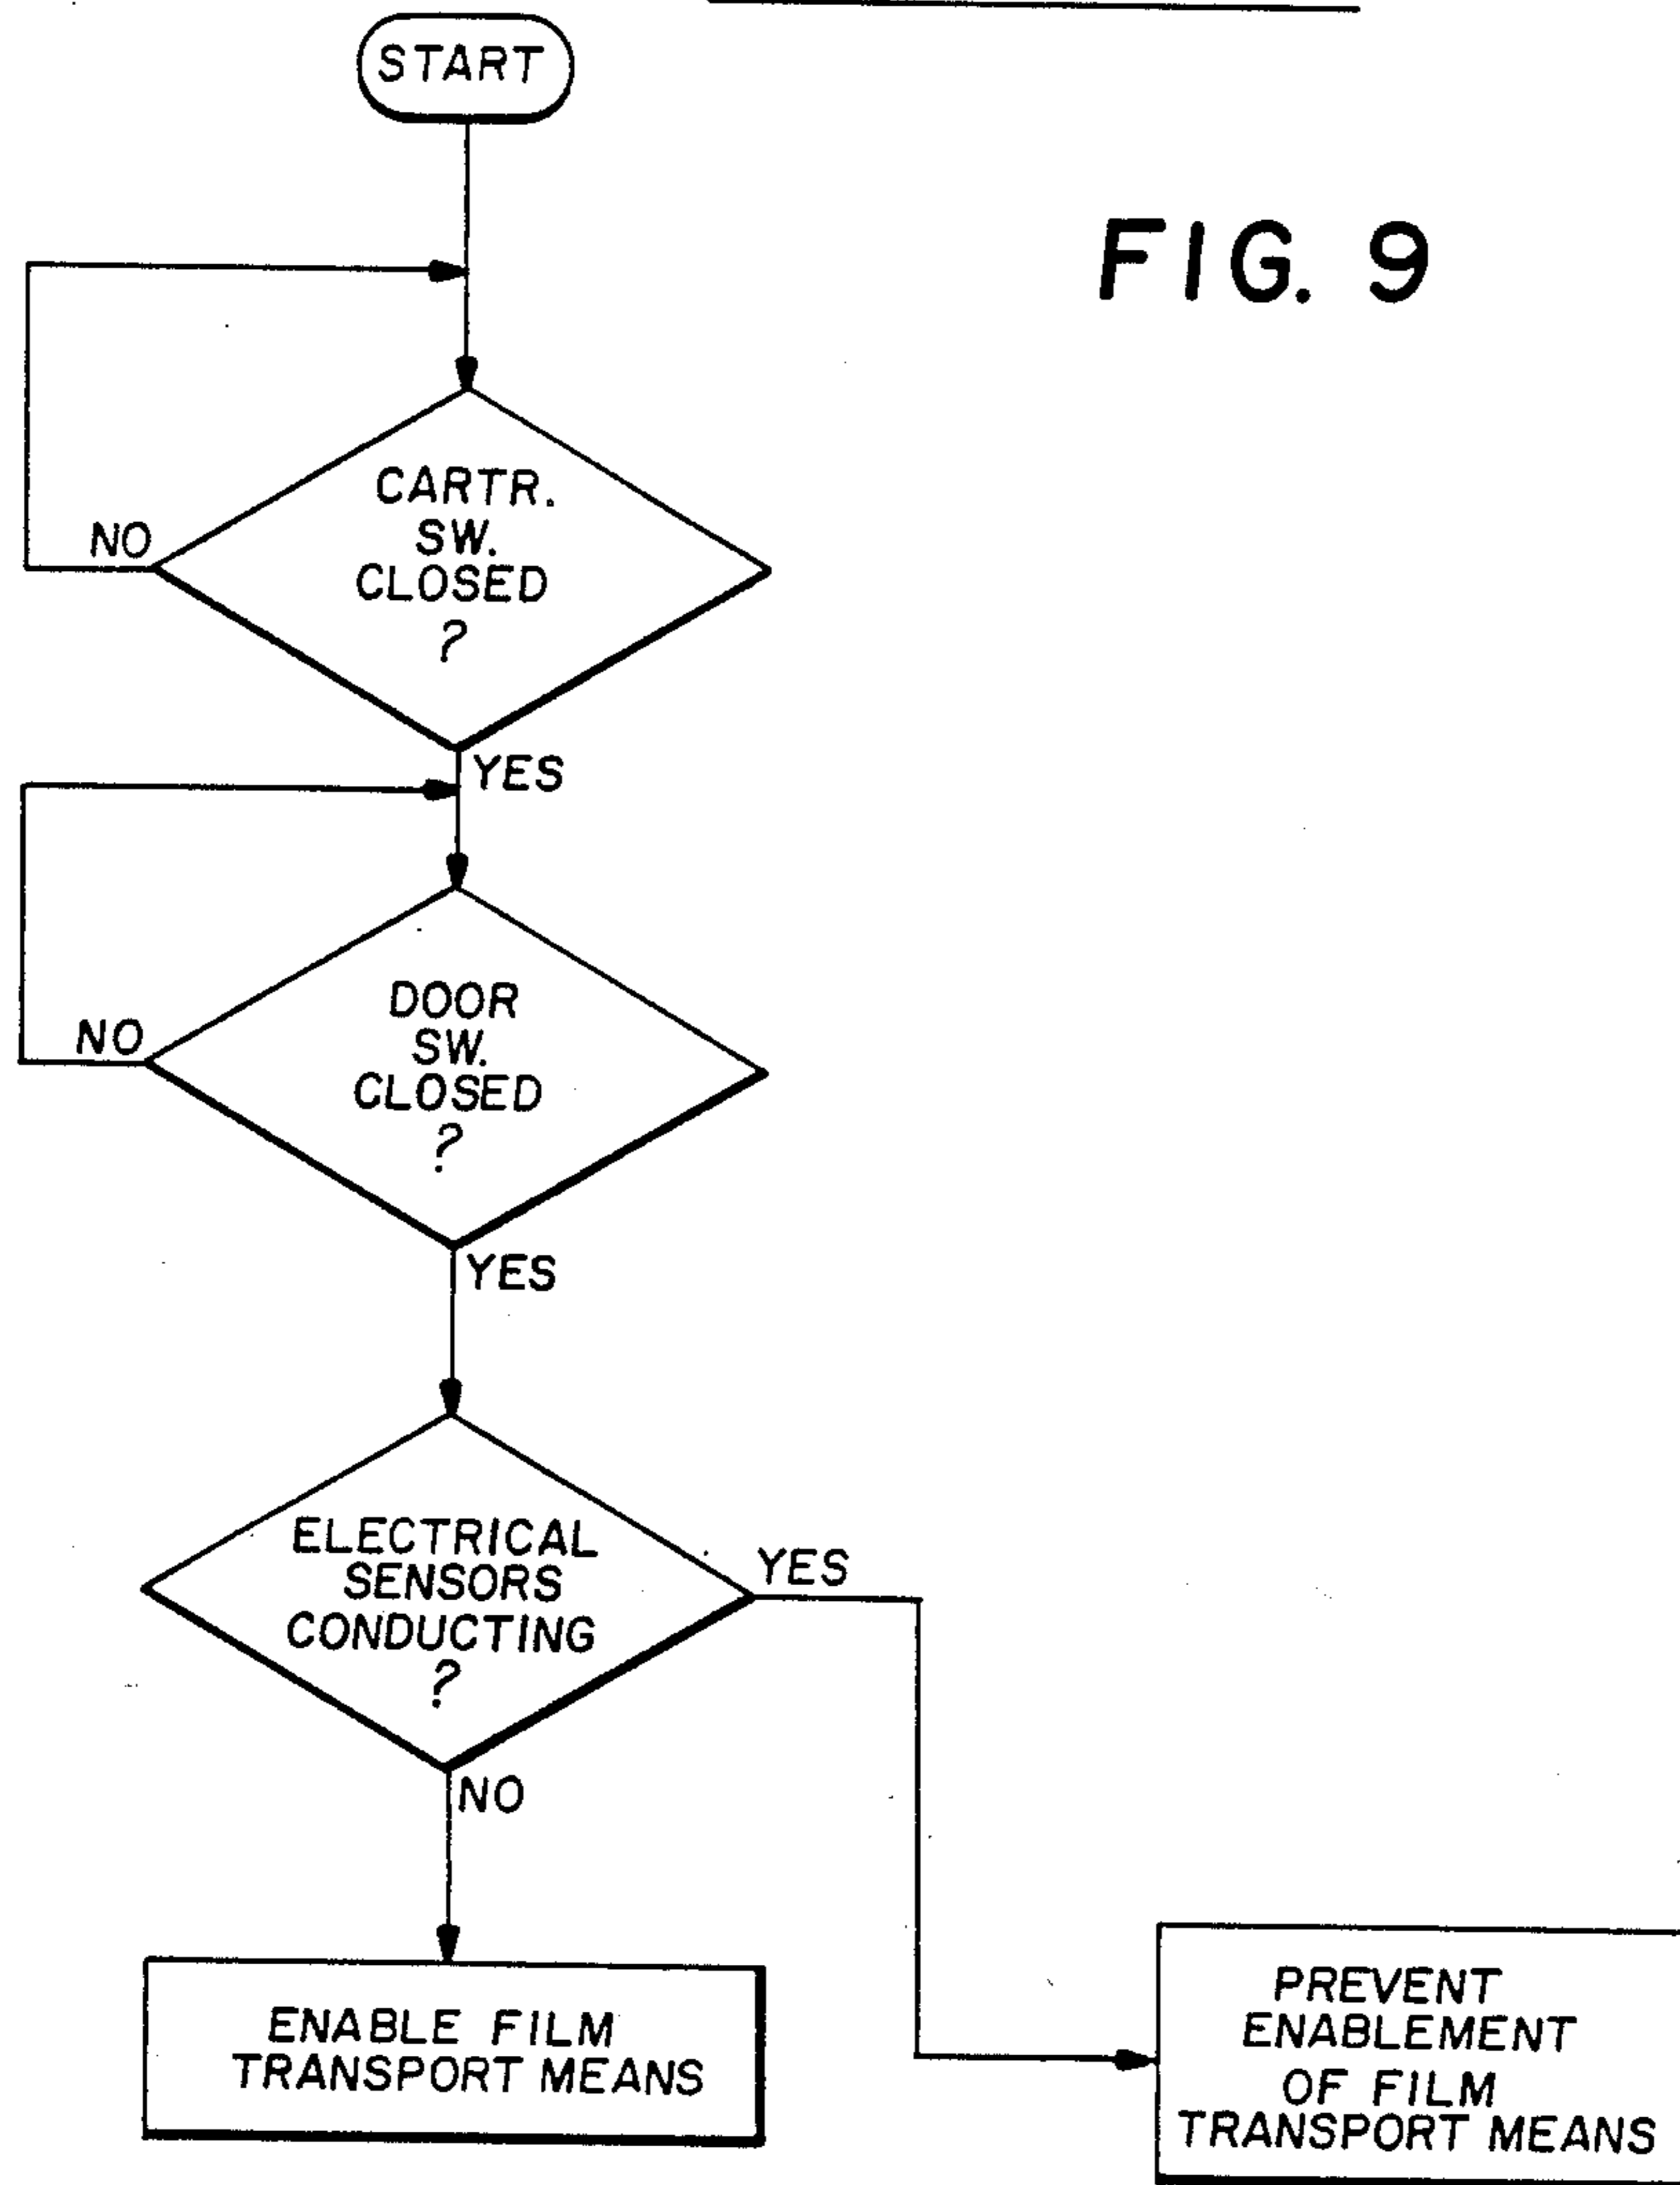 START
FIG. 9
CARTR.
SW.
CLOSED
?
NO
YES
DOOR
SW.
CLOSED
?
NO
YES
ELECTRICAL
SENSORS
CONDUCTING
?
YES
NO
ENABLE FILM
TRANSPORT MEANS
PREVENT
ENABLEMENT
OF FILM
TRANSPORT MEANS